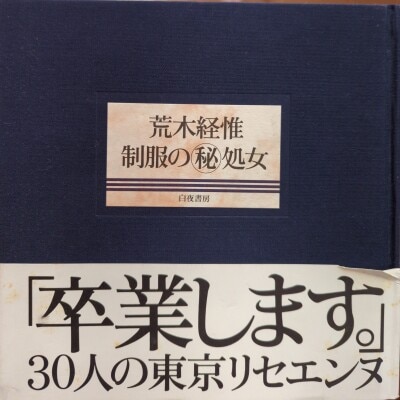 荒木経惟
制服の㊙処女
白夜書房
「卒業します。」
30人の東京リセエンヌ